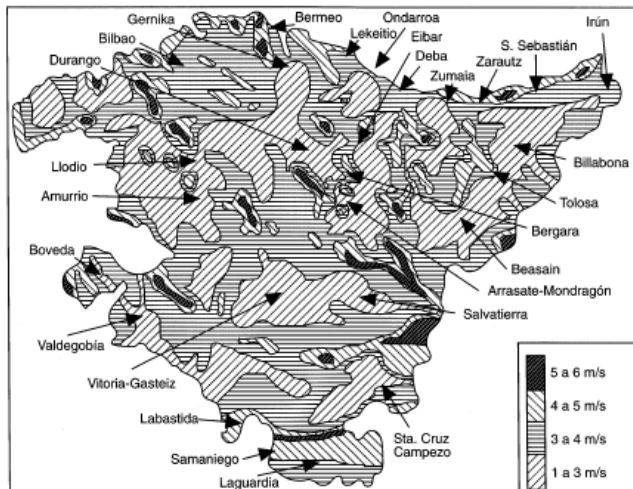 Gernika
Bermeo
Ondarroa
Irún
Bilbao
Lekeitio
Eibar
S. Sebastián
Durango
Deba
Zarautz
Zumaia
Llodio
Billabona
Amurrio
Tolosa
Bergara
Boveda
Beasain
Arrasate-Mondragón
Salvatierra
Valdegobía
Vitoria-Gasteiz
5 a 6 m/s
4 a 5 m/s
Labastida
Sta. Cruz
Campezo
3 a 4 m/s
Samaniego
Laguardia
1 a 3 m/s